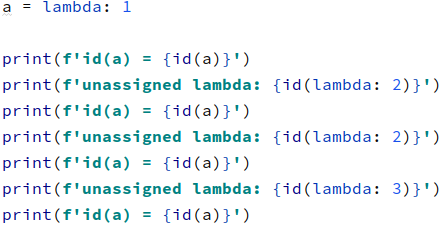 a = lambda: 1
print(f'id(a) = {id(a)}')
print(f'unassigned lambda: {id(lambda: 2)}')
print(f'id(a) = {id(a)}')
print(f'unassigned lambda: {id(lambda: 2)}')
print(f'id(a) = {id(a)}')
print(f'unassigned lambda: {id(lambda: 3)}')
print(f'id(a) = {id(a)}')